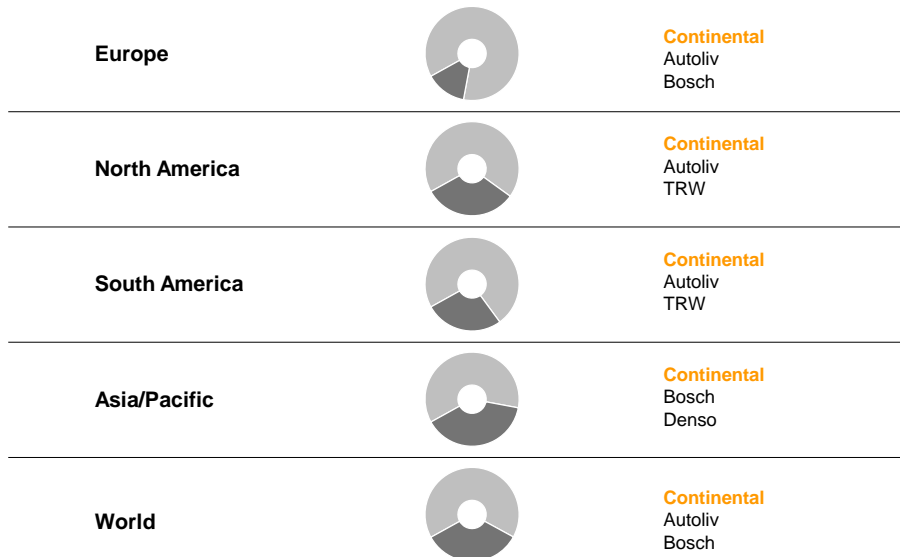 Europe
Continental
Autoliv
Bosch
North America
Continental
Autoliv
TRW
South America
Continental
Autoliv
TRW
Asia/Pacific
Continental
Bosch
Denso
World
Continental
Autoliv
Bosch